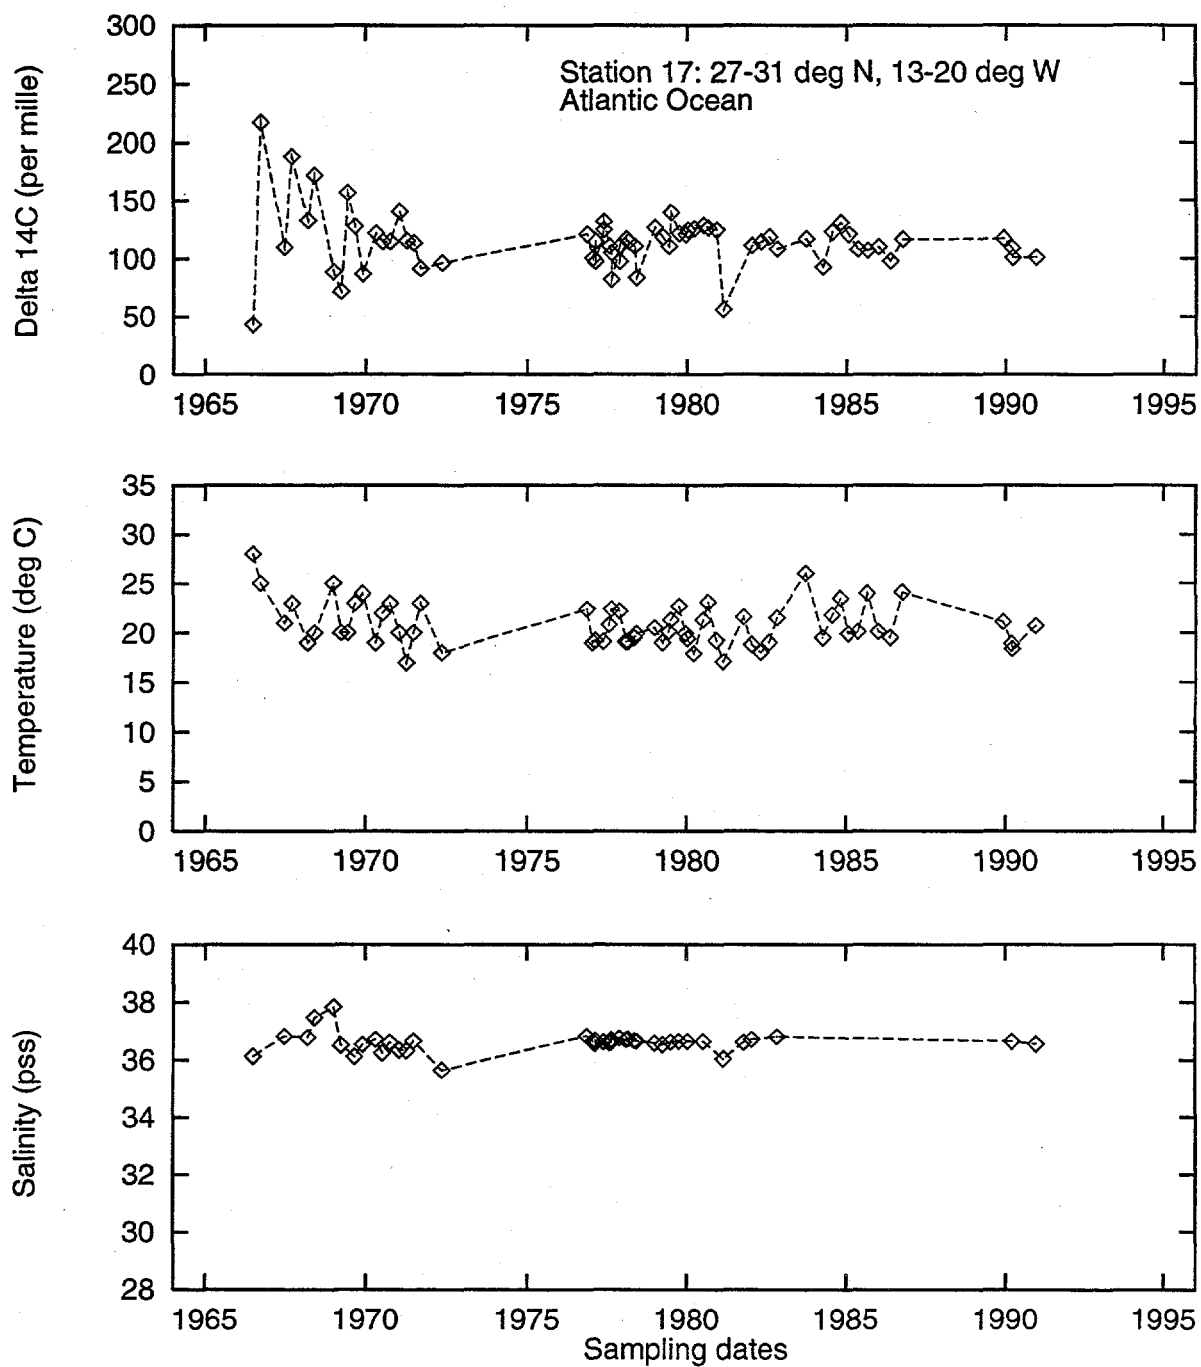 300
Station 17: 27-31 deg N, 13-20 deg W
Atlantic Ocean
250
200
150
100
50
0
Delta 14C (per mille)
1965 1970 1975 1980 1985 1990 1995
35
30
25
20
15
10
5
0
Temperature (deg C)
1965 1970 1975 1980 1985 1990 1995
40
38
36
34
32
30
28
Salinity (pss)
1965 1970 1975 1980 1985 1990 1995
Sampling dates